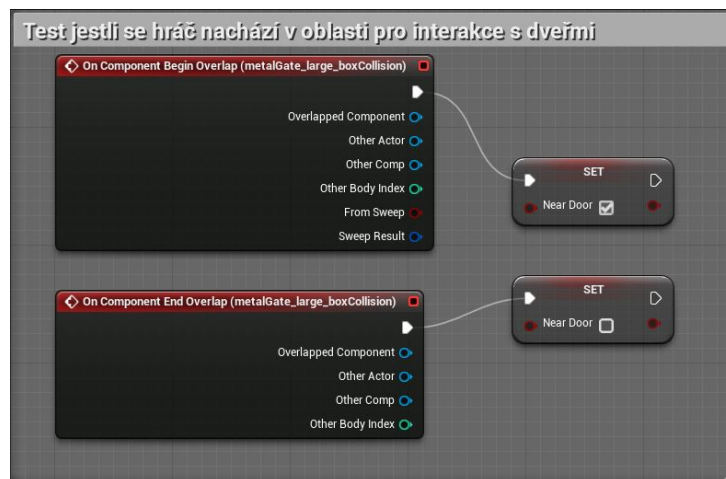 Test jestli se hráč nachází v oblasti pro interakce s dveřmi
On Component Begin Overlap (metalGate_large_boxCollision)
Overlapped Component
Other Actor
Other Comp
Other Body Index
From Sweep
Sweep Result
SET
Near Door
On Component End Overlap (metalGate_large_boxCollision)
Overlapped Component
Other Actor
Other Comp
Other Body Index
SET
Near Door